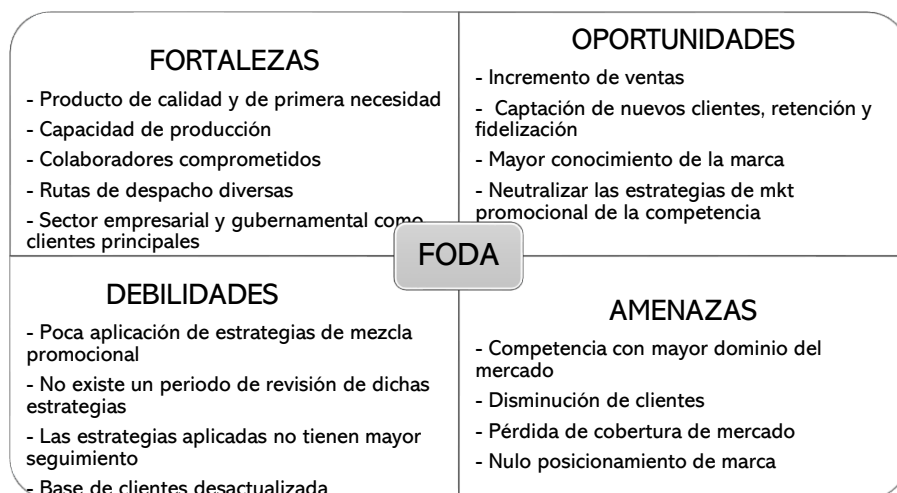 FORTALEZAS
- Producto de calidad y de primera necesidad
- Capacidad de producción
- Colaboradores comprometidos
- Rutas de despacho diversas
- Sector empresarial y gubernamental como
clientes principales
OPORTUNIDADES
- Incremento de ventas
- Captación de nuevos clientes, retención y
fidelización
- Mayor conocimiento de la marca
- Neutralizar las estrategias de mkt
promocional de la competencia
FODA
DEBILIDADES
- Poca aplicación de estrategias de mezcla
promocional
- No existe un periodo de revisión de dichas
estrategias
- Las estrategias aplicadas no tienen mayor
seguimiento
- Base de clientes desactualizada
AMENAZAS
- Competencia con mayor dominio del
mercado
- Disminución de clientes
- Pérdida de cobertura de mercado
- Nulo posicionamiento de marca